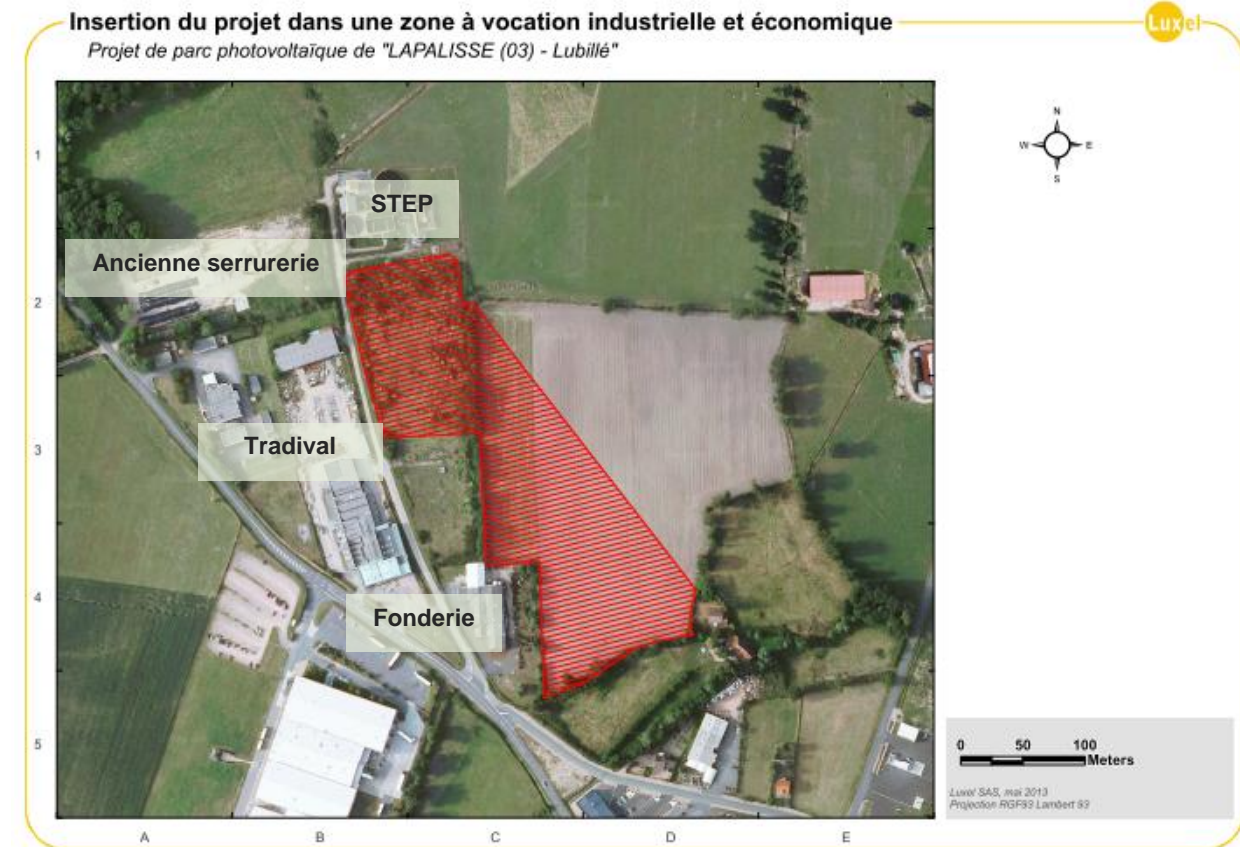 Insertion du projet dans une zone à vocation industrielle et économique
Luxel
Projet de parc photovoltaïque de "LAPALISSE (03) - Lubillé"
N
W E
S
1
STEP
Ancienne serrurerie
2
3
Tradival
4
Fonderie
5
0 50 100
Meters
Luxel SAS, mai 2013
Projection RGF93 Lambert 93
A B C D E